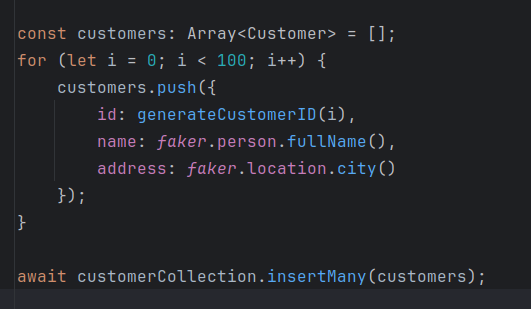 const customers: Array<Customer> = [];
for (let i = 0; i < 100; i++) {
    customers.push({
        id: generateCustomerID(i),
        name: faker.person.fullName(),
        address: faker.location.city()
    });
}

await customerCollection.insertMany(customers);